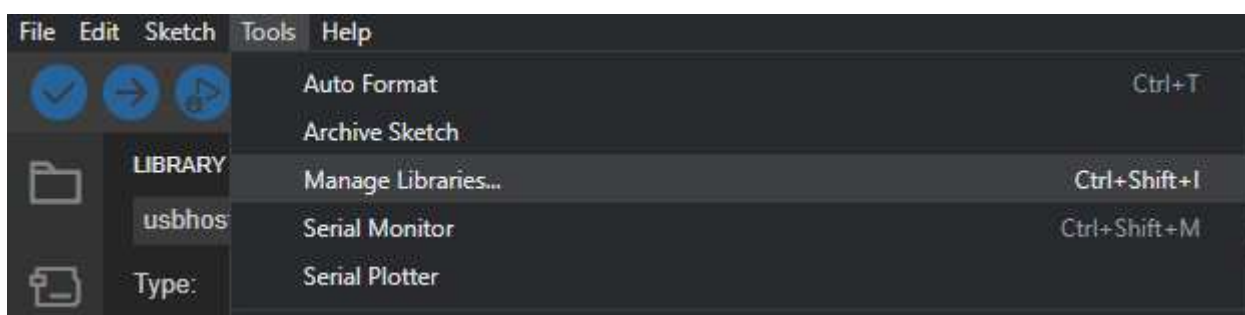 File Edit Sketch Tools Help
Auto Format Ctrl+T
Archive Sketch
LIBRARY
Manage Libraries... Ctrl+Shift+I
usbhos
Serial Monitor Ctrl+Shift+M
Type:
Serial Plotter